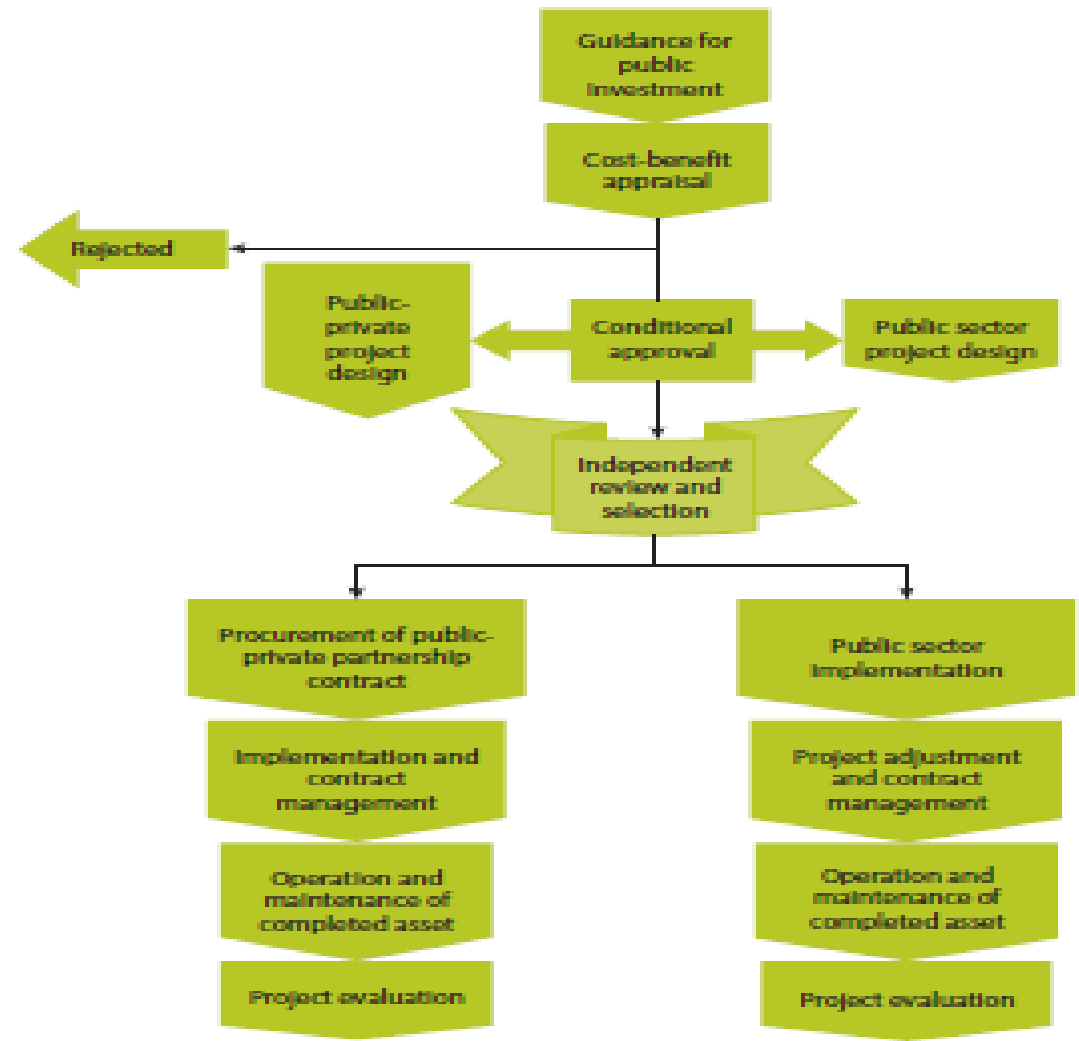 Guidance for
public
investment
Cost-benefit
appraisal
Rejected
Public-
private
project
design
Conditional
approval
Public sector
project design
Independent
review and
selection
Procurement of public-
private partnership
contract
Implementation and
contract
management
Operation and
maintenance of
completed asset
Project evaluation
Public sector
implementation
Project adjustment
and contract
management
Operation and
maintenance of
completed asset
Project evaluation